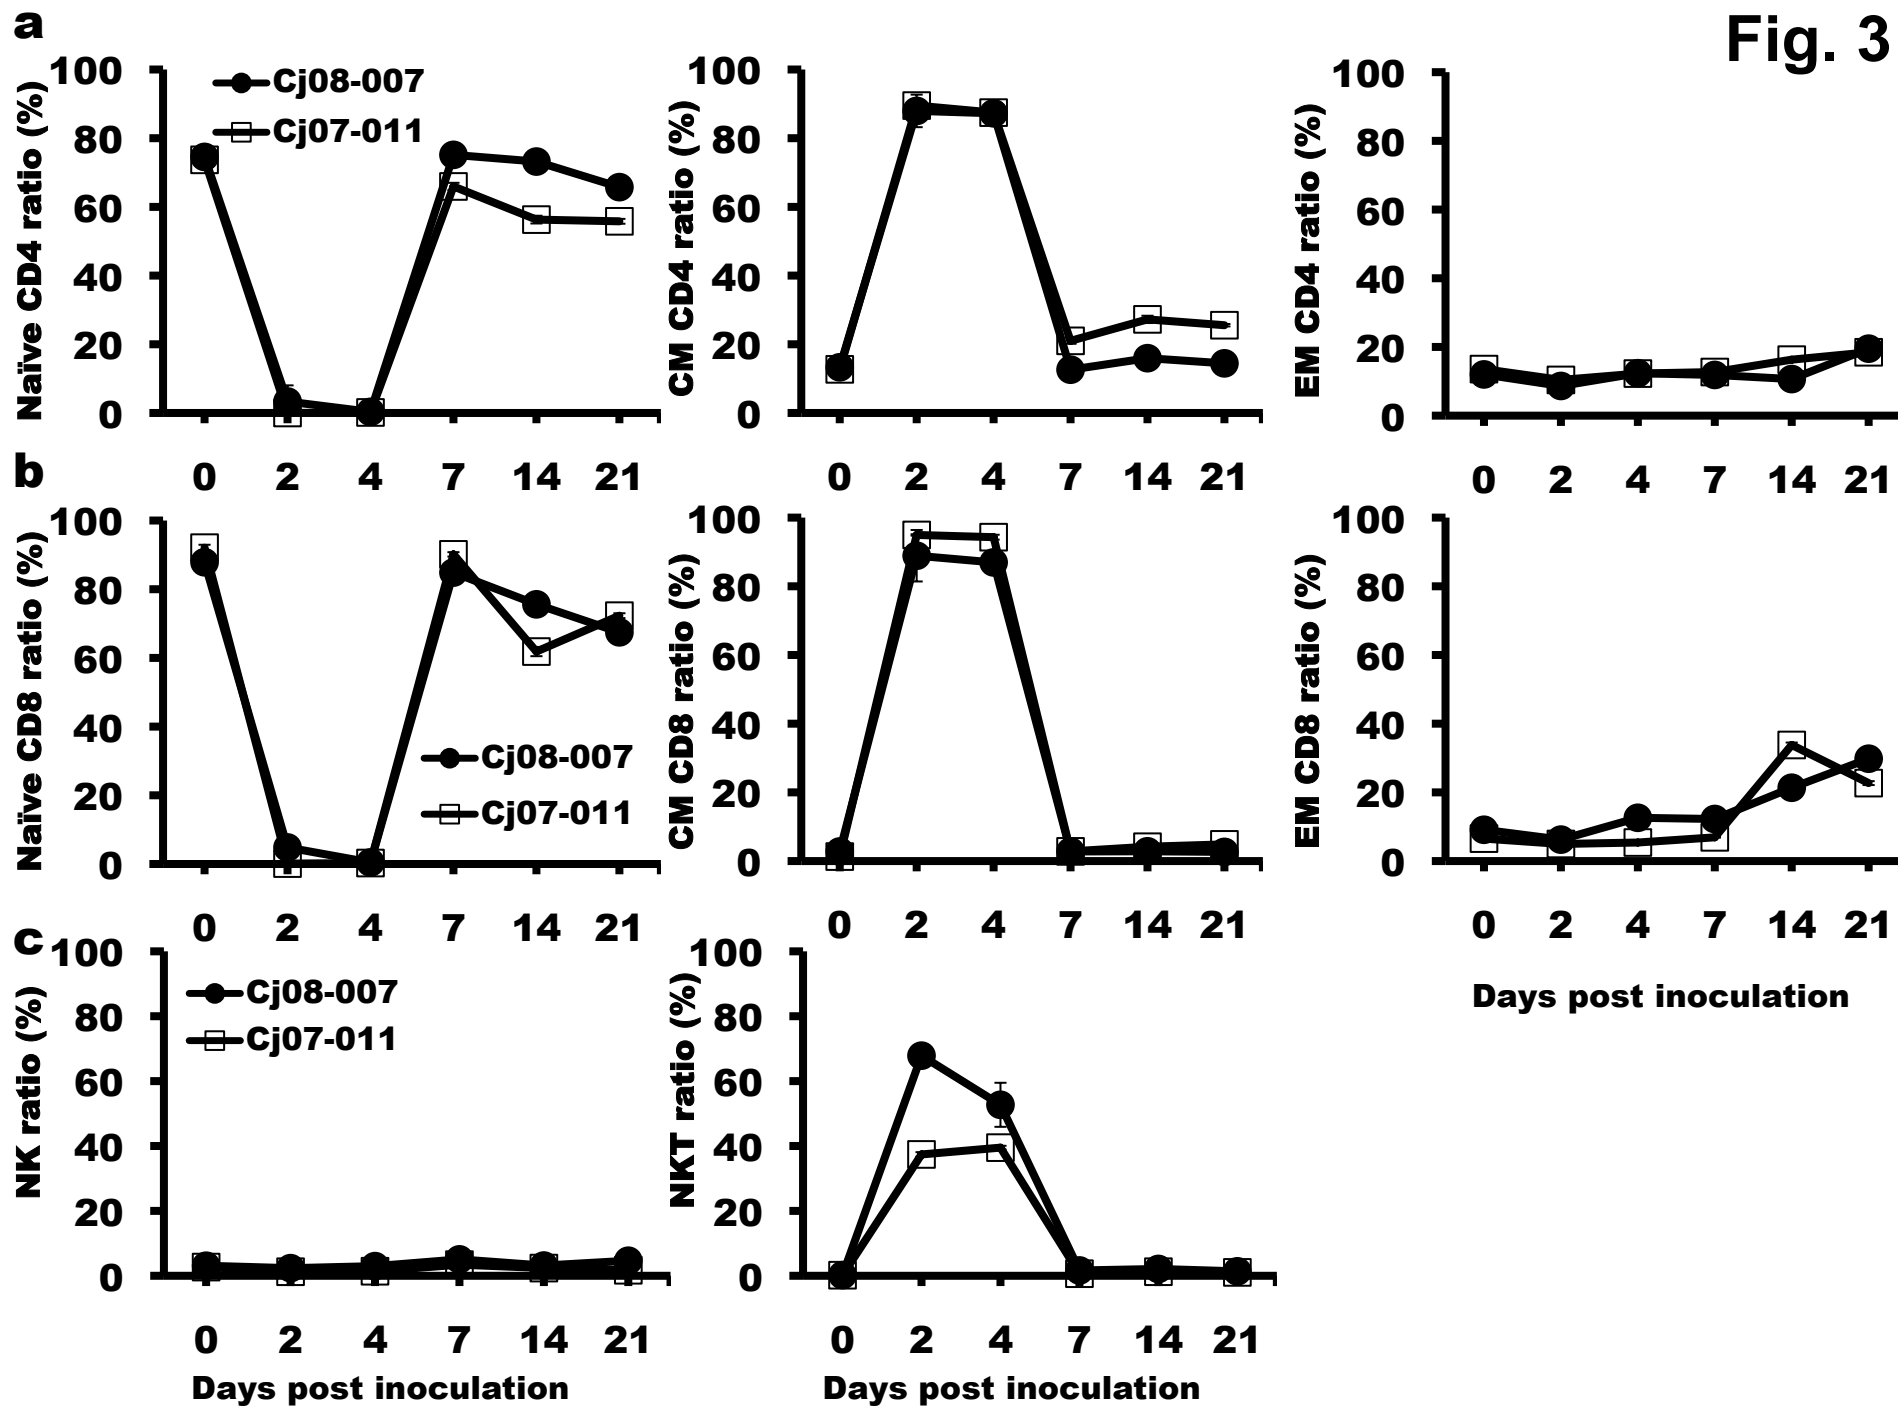 Fig. 3
a
Naïve CD4 ratio (%)
100
80
60
40
20
0
Cj08-007
Cj07-011
0 2 4 7 14 21
CM CD4 ratio (%)
100
80
60
40
20
0
0 2 4 7 14 21
EM CD4 ratio (%)
100
80
60
40
20
0
0 2 4 7 14 21
b
Naïve CD8 ratio (%)
100
80
60
40
20
0
Cj08-007
Cj07-011
0 2 4 7 14 21
CM CD8 ratio (%)
100
80
60
40
20
0
0 2 4 7 14 21
EM CD8 ratio (%)
100
80
60
40
20
0
0 2 4 7 14 21
Days post inoculation
c
NK ratio (%)
100
80
60
40
20
0
Cj08-007
Cj07-011
0 2 4 7 14 21
Days post inoculation
NKT ratio (%)
100
80
60
40
20
0
0 2 4 7 14 21
Days post inoculation